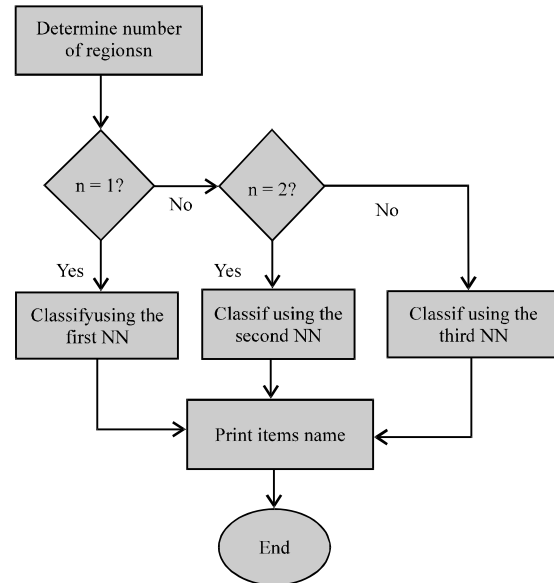 Determine number
of regionsn
n = 1?
No
n = 2?
No
Yes
Yes
Classifyusing the
first NN
Classif using the
second NN
Classif using the
third NN
Print items name
End